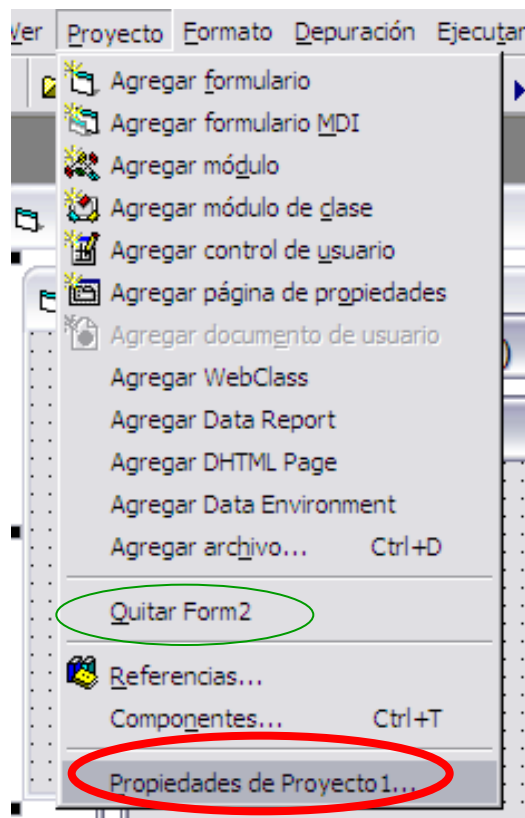 Ver Proyecto Formato Depuración Ejecutar
Agregar formulario
Agregar formulario MDI
Agregar módulo
Agregar módulo de clase
Agregar control de usuario
Agregar página de propiedades
Agregar documento de usuario
Agregar WebClass
Agregar Data Report
Agregar DHTML Page
Agregar Data Environment
Agregar archivo... Ctrl+D
Quitar Form2
Referencias...
Componentes... Ctrl+T
Propiedades de Proyecto1...